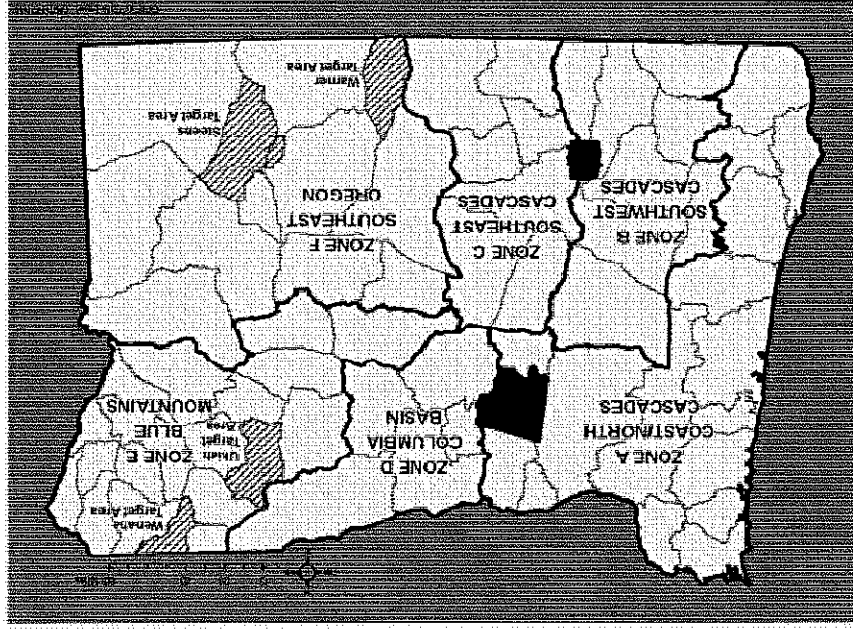 Wenaha
Target Area
ZONE A
COAST/NORTH
CASCADES
ZONE D
COLUMBIA
BASIN
Ukiah
Target
Area
ZONE E
BLUE
MOUNTAINS
ZONE B
SOUTHWEST
CASCADES
ZONE C
SOUTHEAST
CASCADES
ZONE F
SOUTHEAST
OREGON
Steens
Target Area
Warner
Target Area